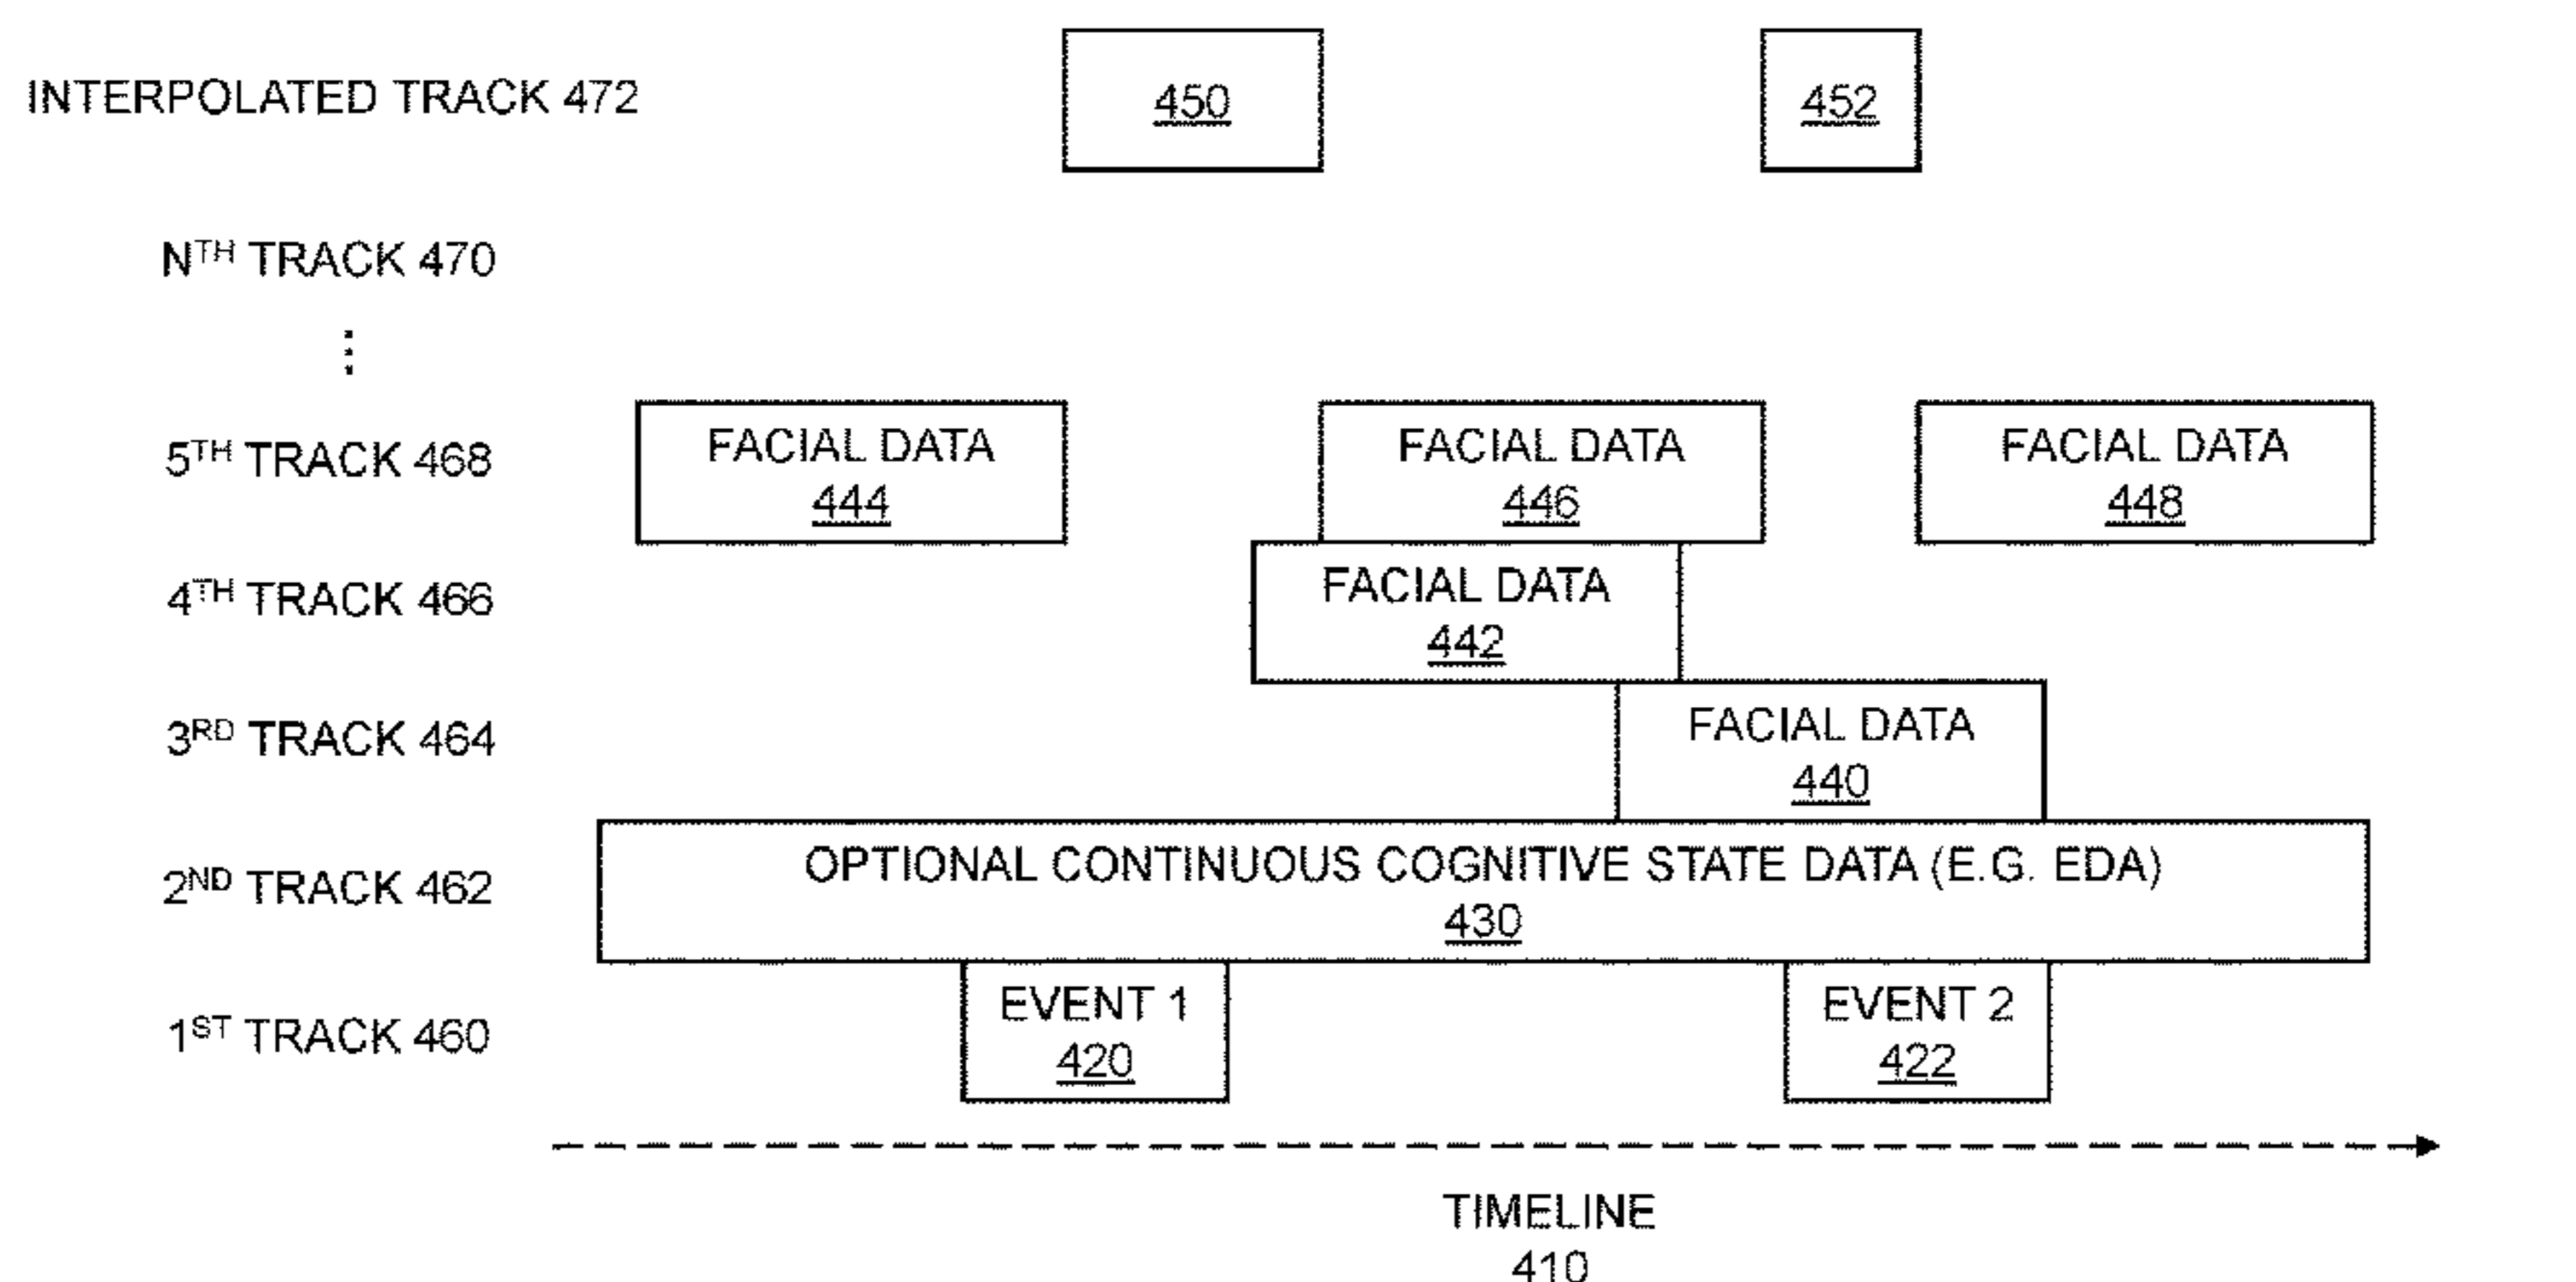 INTERPOLATED TRACK 472
450
452
NTH TRACK 470
5TH TRACK 468
FACIAL DATA
444
FACIAL DATA
446
FACIAL DATA
448
4TH TRACK 466
FACIAL DATA
442
3RD TRACK 464
FACIAL DATA
440
2ND TRACK 462
OPTIONAL CONTINUOUS COGNITIVE STATE DATA (E.G. EDA)
430
1ST TRACK 460
EVENT 1
420
EVENT 2
422
TIMELINE
410